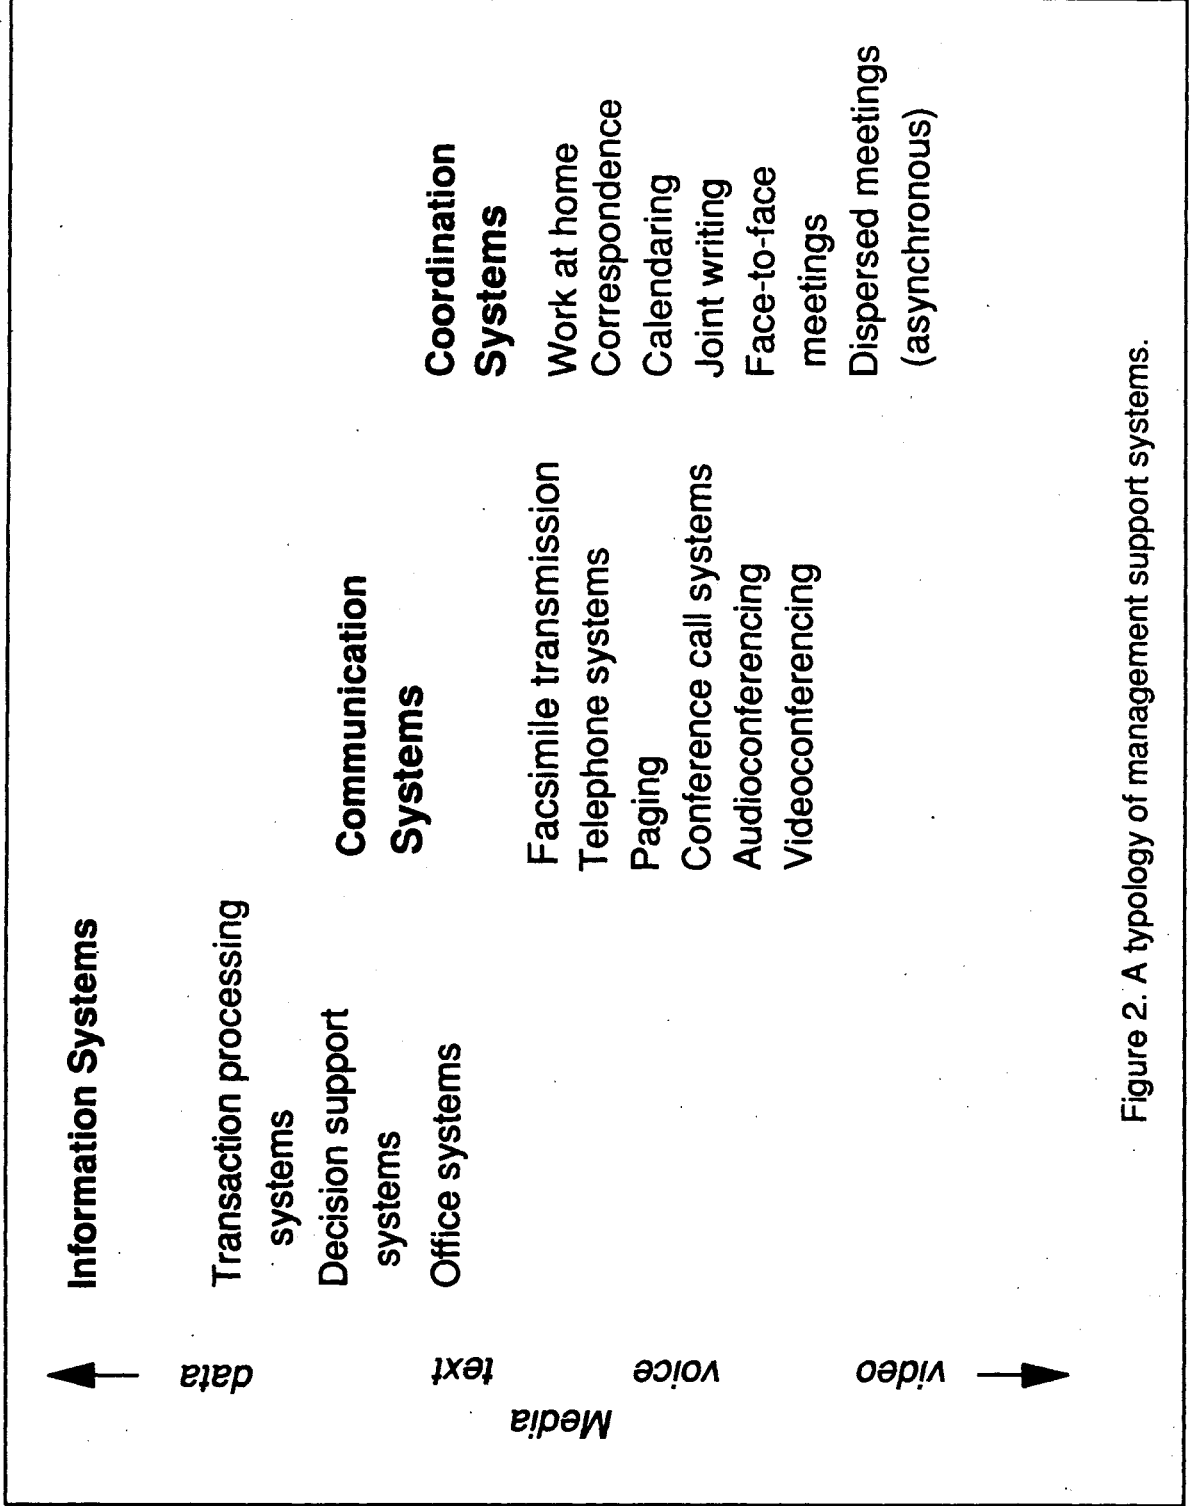 Media
data
text
voice
video
Information Systems
Transaction processing
systems
Decision support
systems
Office systems
Communication
Systems
Facsimile transmission
Telephone systems
Paging
Conference call systems
Audioconferencing
Videoconferencing
Coordination
Systems
Work at home
Correspondence
Calendaring
Joint writing
Face-to-face
meetings
Dispersed meetings
(asynchronous)
Figure 2. A typology of management support systems.